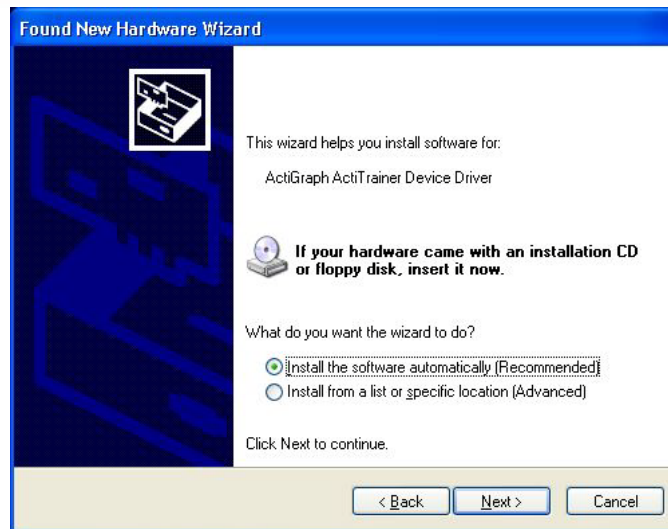 Found New Hardware Wizard
This wizard helps you install software for:
ActiGraph ActiTrainer Device Driver
If your hardware came with an installation CD
or floppy disk, insert it now.
What do you want the wizard to do?
Install the software automatically (Recommended)
Install from a list or specific location (Advanced)
Click Next to continue.
< Back Next > Cancel